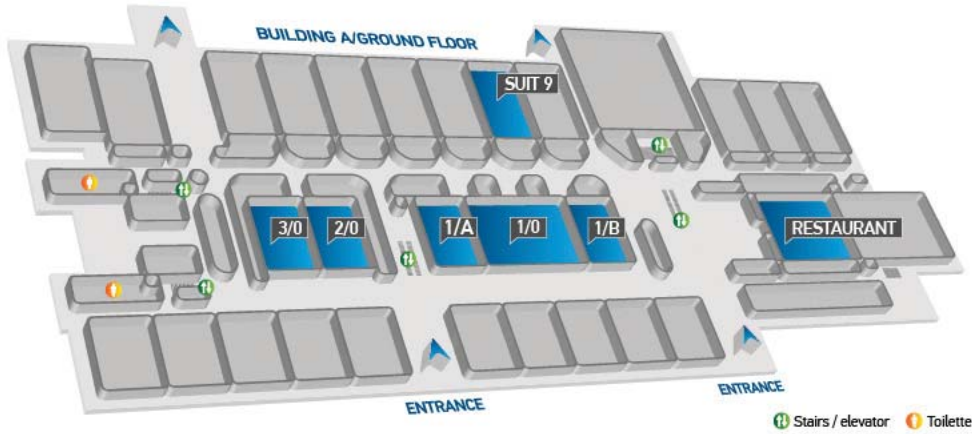 BUILDING A/GROUND FLOOR
SUIT 9
3/0
2/0
1/A
1/0
1/B
RESTAURANT
ENTRANCE
ENTRANCE
Stairs / elevator
Toilette